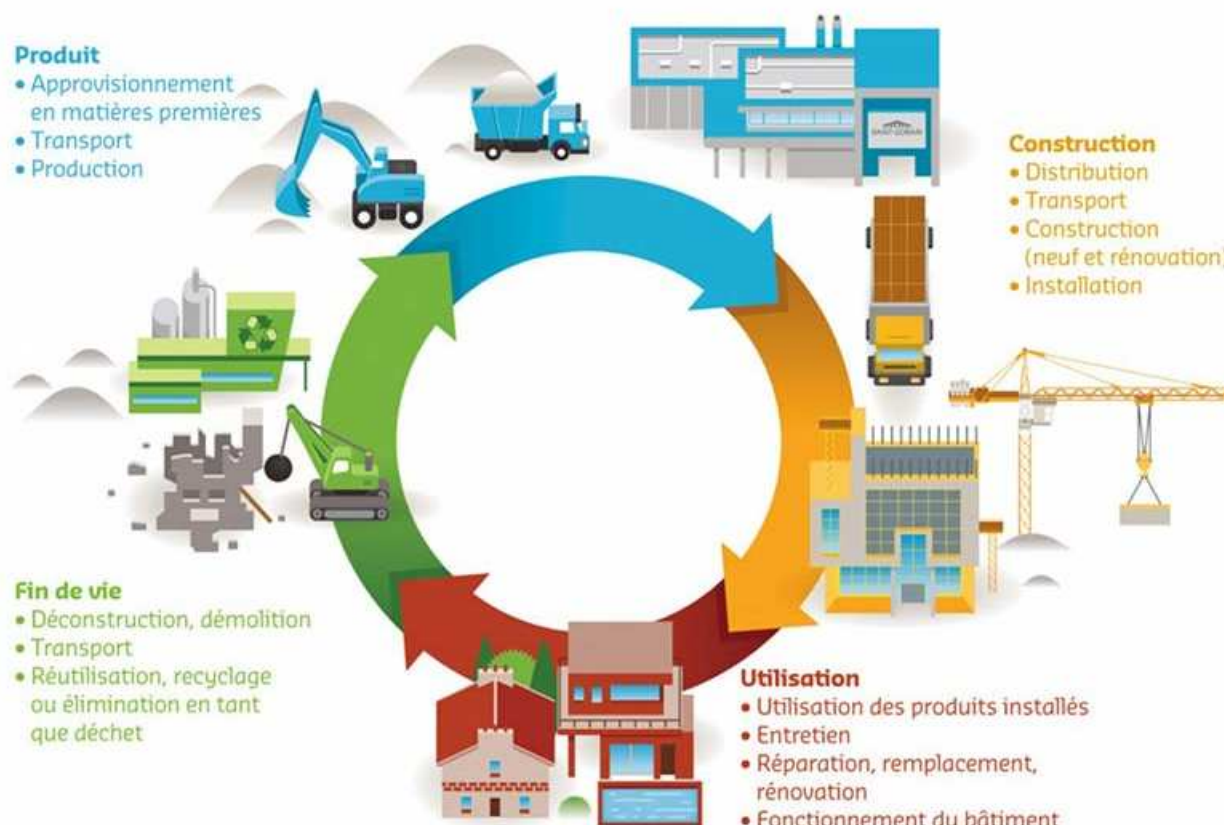 Produit
• Approvisionnement
en matières premières
• Transport
• Production
SAINT-GOBAIN
Construction
• Distribution
• Transport
• Construction
(neuf et rénovation)
• Installation
Fin de vie
• Déconstruction, démolition
• Transport
• Réutilisation, recyclage
ou élimination en tant
que déchet
Utilisation
• Utilisation des produits installés
• Entretien
• Réparation, remplacement,
rénovation
• Fonctionnement du bâtiment